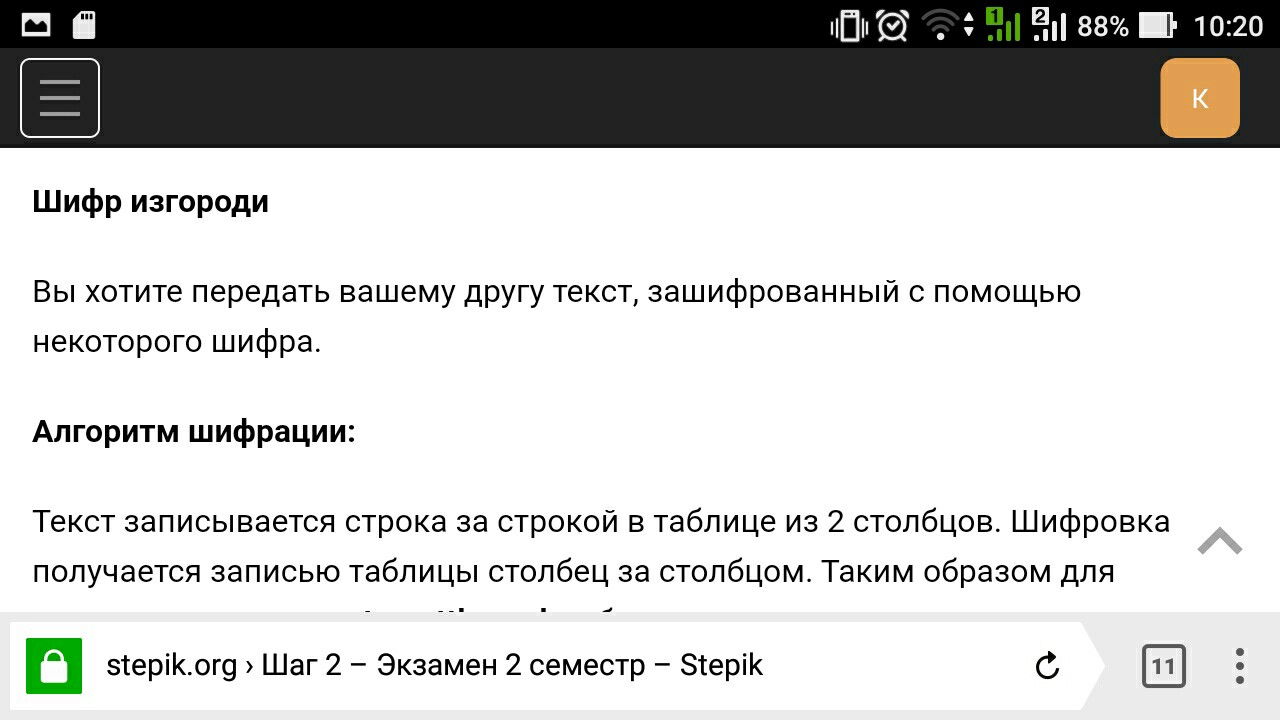 1 2 88% 10:20
K
Шифр изгороди
Вы хотите передать вашему другу текст, зашифрованный с помощью
некоторого шифра.
Алгоритм шифрации:
Текст записывается строка за строкой в таблице из 2 столбцов. Шифровка
получается записью таблицы столбец за столбцом. Таким образом для
stepik.org › Шаг 2 – Экзамен 2 семестр – Stepik
11